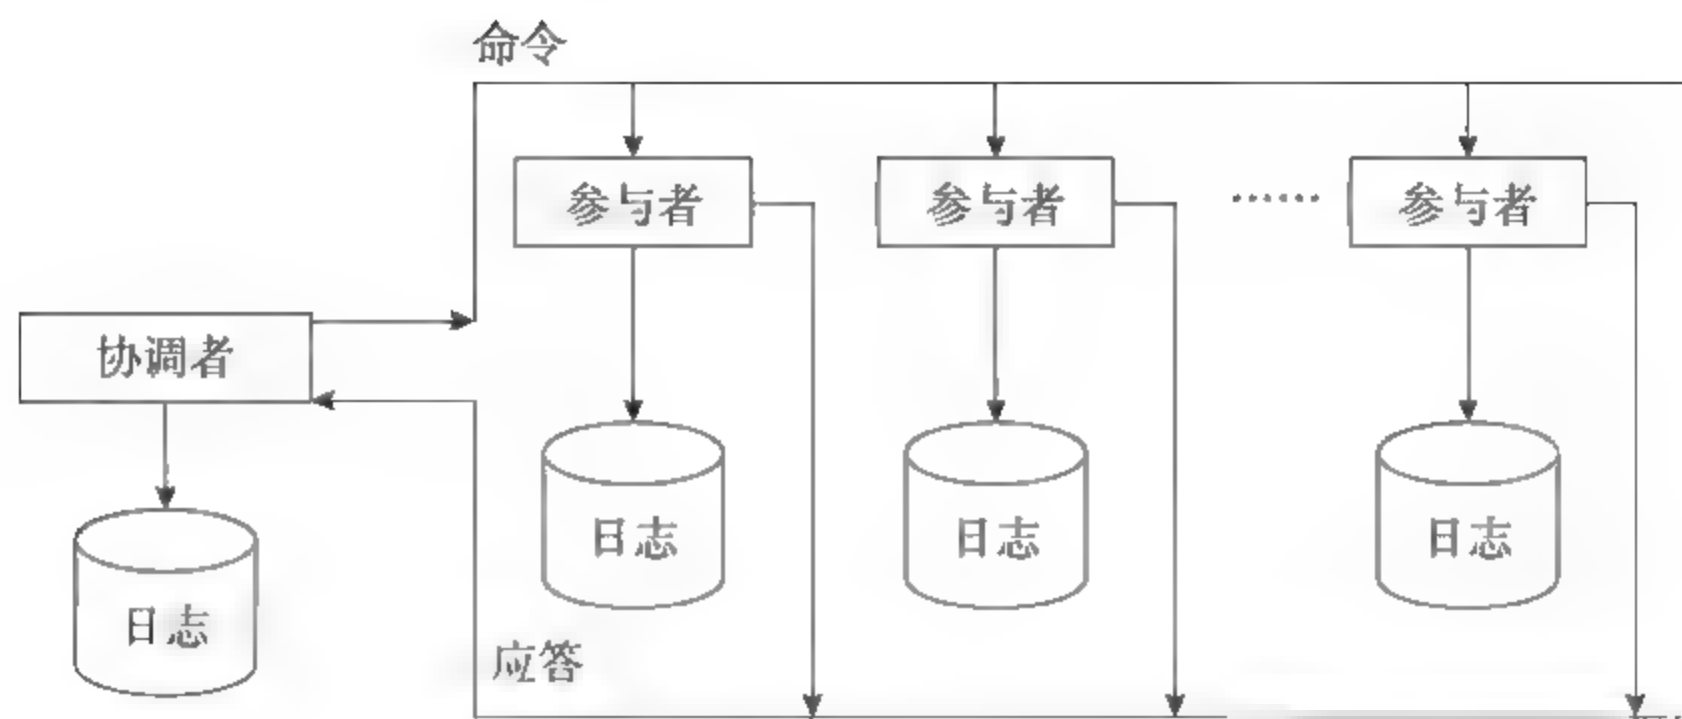 命令
参与者 参与者 …… 参与者
协调者
日志 日志 日志
日志
应答